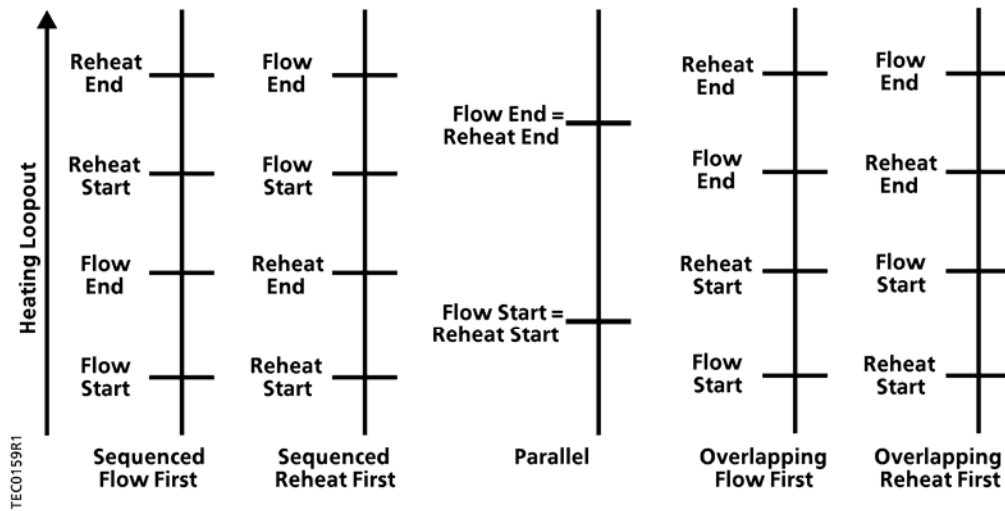 Heating Loopout
TEC0159R1
Reheat
End
Reheat
Start
Flow
End
Flow
Start
Sequenced
Flow First
Flow
End
Flow
Start
Reheat
End
Reheat
Start
Sequenced
Reheat First
Flow End =
Reheat End
Flow Start =
Reheat Start
Parallel
Reheat
End
Flow
End
Reheat
Start
Flow
Start
Overlapping
Flow First
Flow
End
Reheat
End
Flow
Start
Reheat
Start
Overlapping
Reheat First